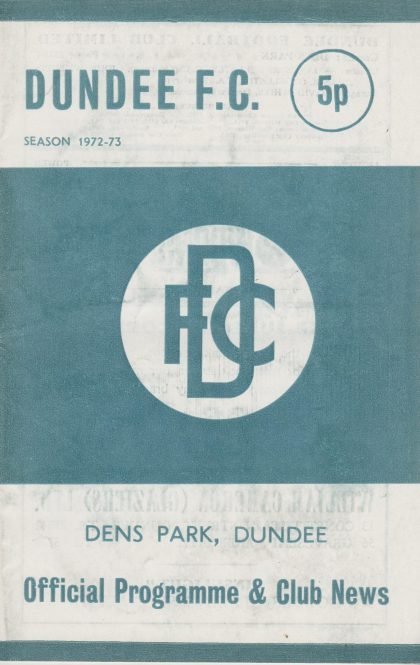 DUNDEE F.C.
5p
SEASON 1972-73
DFC
DENS PARK, DUNDEE
Official Programme & Club News